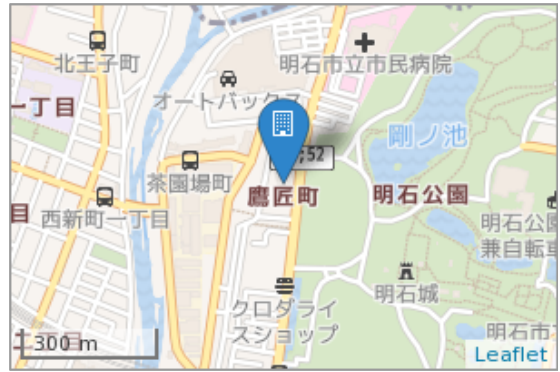 北王子町
明石市立市民病院
オートバックス
一丁目
52
剛ノ池
茶園場町
鷹匠町
明石公園
西新町一丁目
目
明石公園
兼自転車
明石城
クロダライ
スショップ
明石市
300 m
二丁目
Leaflet